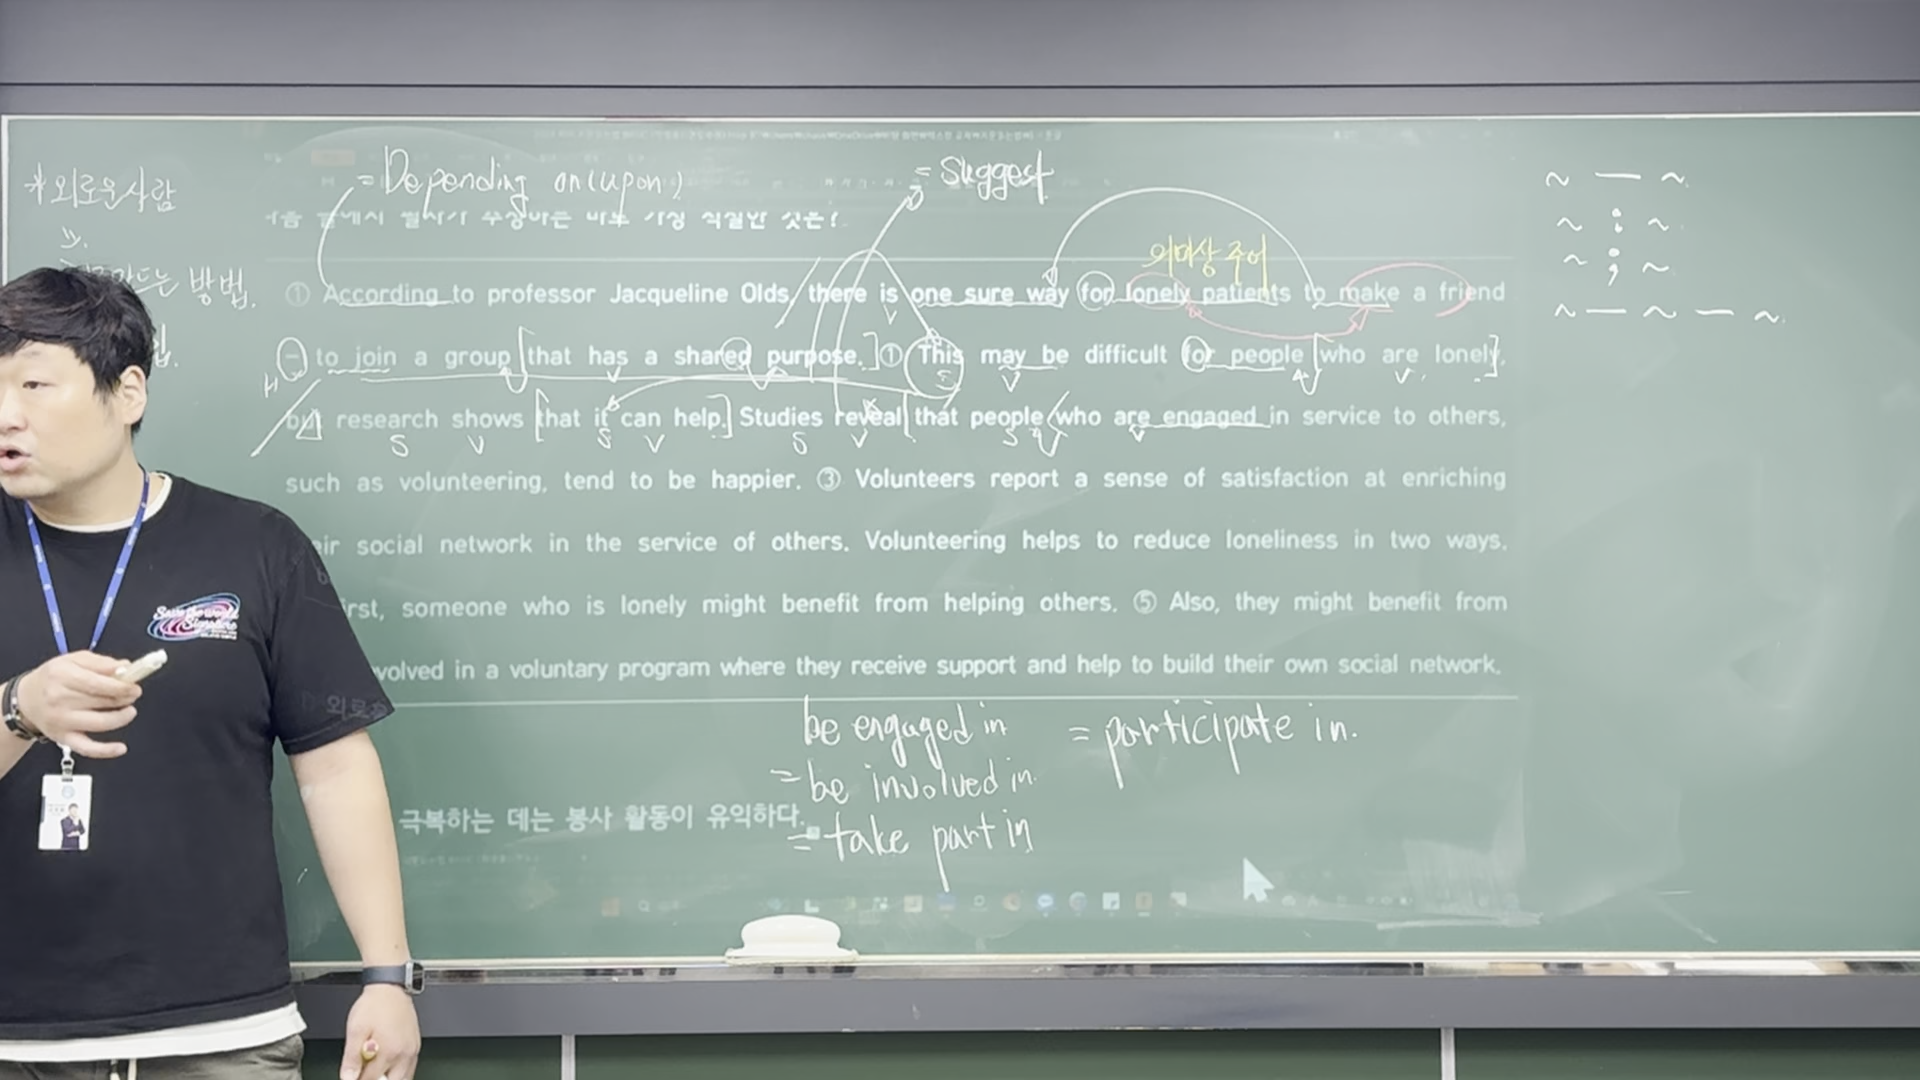 *외로운사람
는 방법.
= Depending on(upon)
= Suggest
의미상 주어
~ — ~
~ : ~
~ ; ~
~ — ~ — ~
① According to professor Jacqueline Olds, there is one sure way for lonely patients to make a friend
– to join a group [that has a shared purpose.] ① This may be difficult for people [who are lonely],
but research shows [that it can help.] Studies reveal that people who are engaged in service to others,
S V S V S V S V
such as volunteering, tend to be happier. ③ Volunteers report a sense of satisfaction at enriching
eir social network in the service of others. Volunteering helps to reduce loneliness in two ways.
irst, someone who is lonely might benefit from helping others. ⑤ Also, they might benefit from
volved in a voluntary program where they receive support and help to build their own social network.
외로움
be engaged in = participate in.
= be involved in.
극복하는 데는 봉사 활동이 유익하다.
= take part in
Save the world